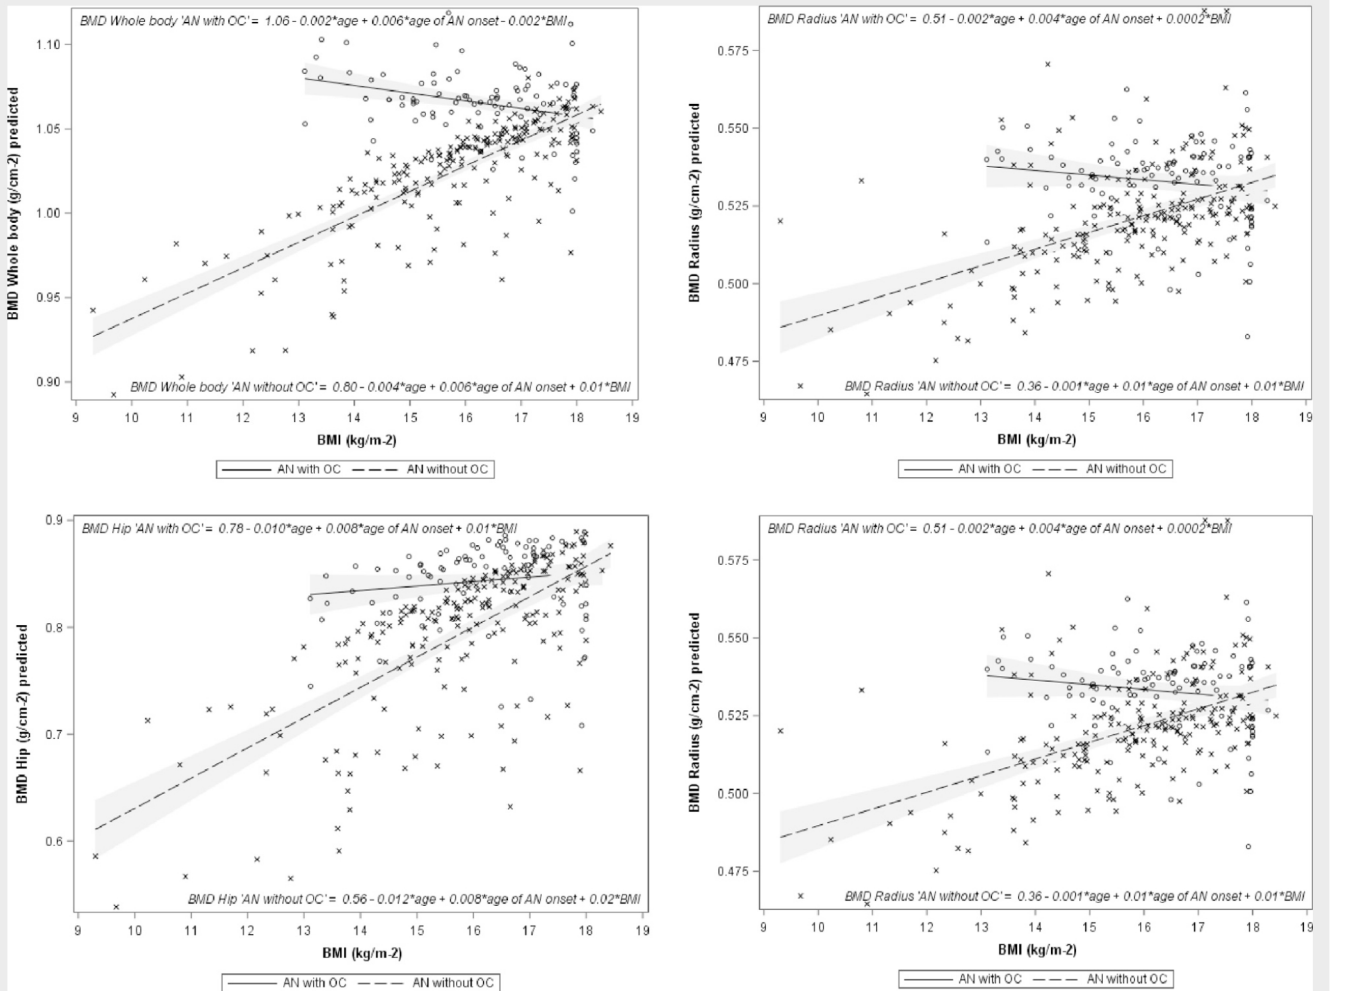 BMD Whole body 'AN with OC' = 1.06 - 0.002*age + 0.006*age of AN onset - 0.002*BMI
1.10
1.05
1.00
0.95
0.90
BMD Whole body (g/cm-2) predicted
BMD Whole body 'AN without OC' = 0.80 - 0.004*age + 0.006*age of AN onset + 0.01*BMI
9 10 11 12 13 14 15 16 17 18 19
BMI (kg/m-2)
AN with OC AN without OC
BMD Radius 'AN with OC' = 0.51 - 0.002*age + 0.004*age of AN onset + 0.0002*BMI
0.575
0.550
0.525
0.500
0.475
BMD Radius (g/cm-2) predicted
BMD Radius 'AN without OC' = 0.36 - 0.001*age + 0.01*age of AN onset + 0.01*BMI
9 10 11 12 13 14 15 16 17 18 19
BMI (kg/m-2)
AN with OC AN without OC
BMD Hip 'AN with OC' = 0.78 - 0.010*age + 0.008*age of AN onset + 0.01*BMI
0.9
0.8
0.7
0.6
BMD Hip (g/cm-2) predicted
BMD Hip 'AN without OC' = 0.56 - 0.012*age + 0.008*age of AN onset + 0.02*BMI
9 10 11 12 13 14 15 16 17 18 19
BMI (kg/m-2)
AN with OC AN without OC
BMD Radius 'AN with OC' = 0.51 - 0.002*age + 0.004*age of AN onset + 0.0002*BMI
0.575
0.550
0.525
0.500
0.475
BMD Radius (g/cm-2) predicted
BMD Radius 'AN without OC' = 0.36 - 0.001*age + 0.01*age of AN onset + 0.01*BMI
9 10 11 12 13 14 15 16 17 18 19
BMI (kg/m-2)
AN with OC AN without OC